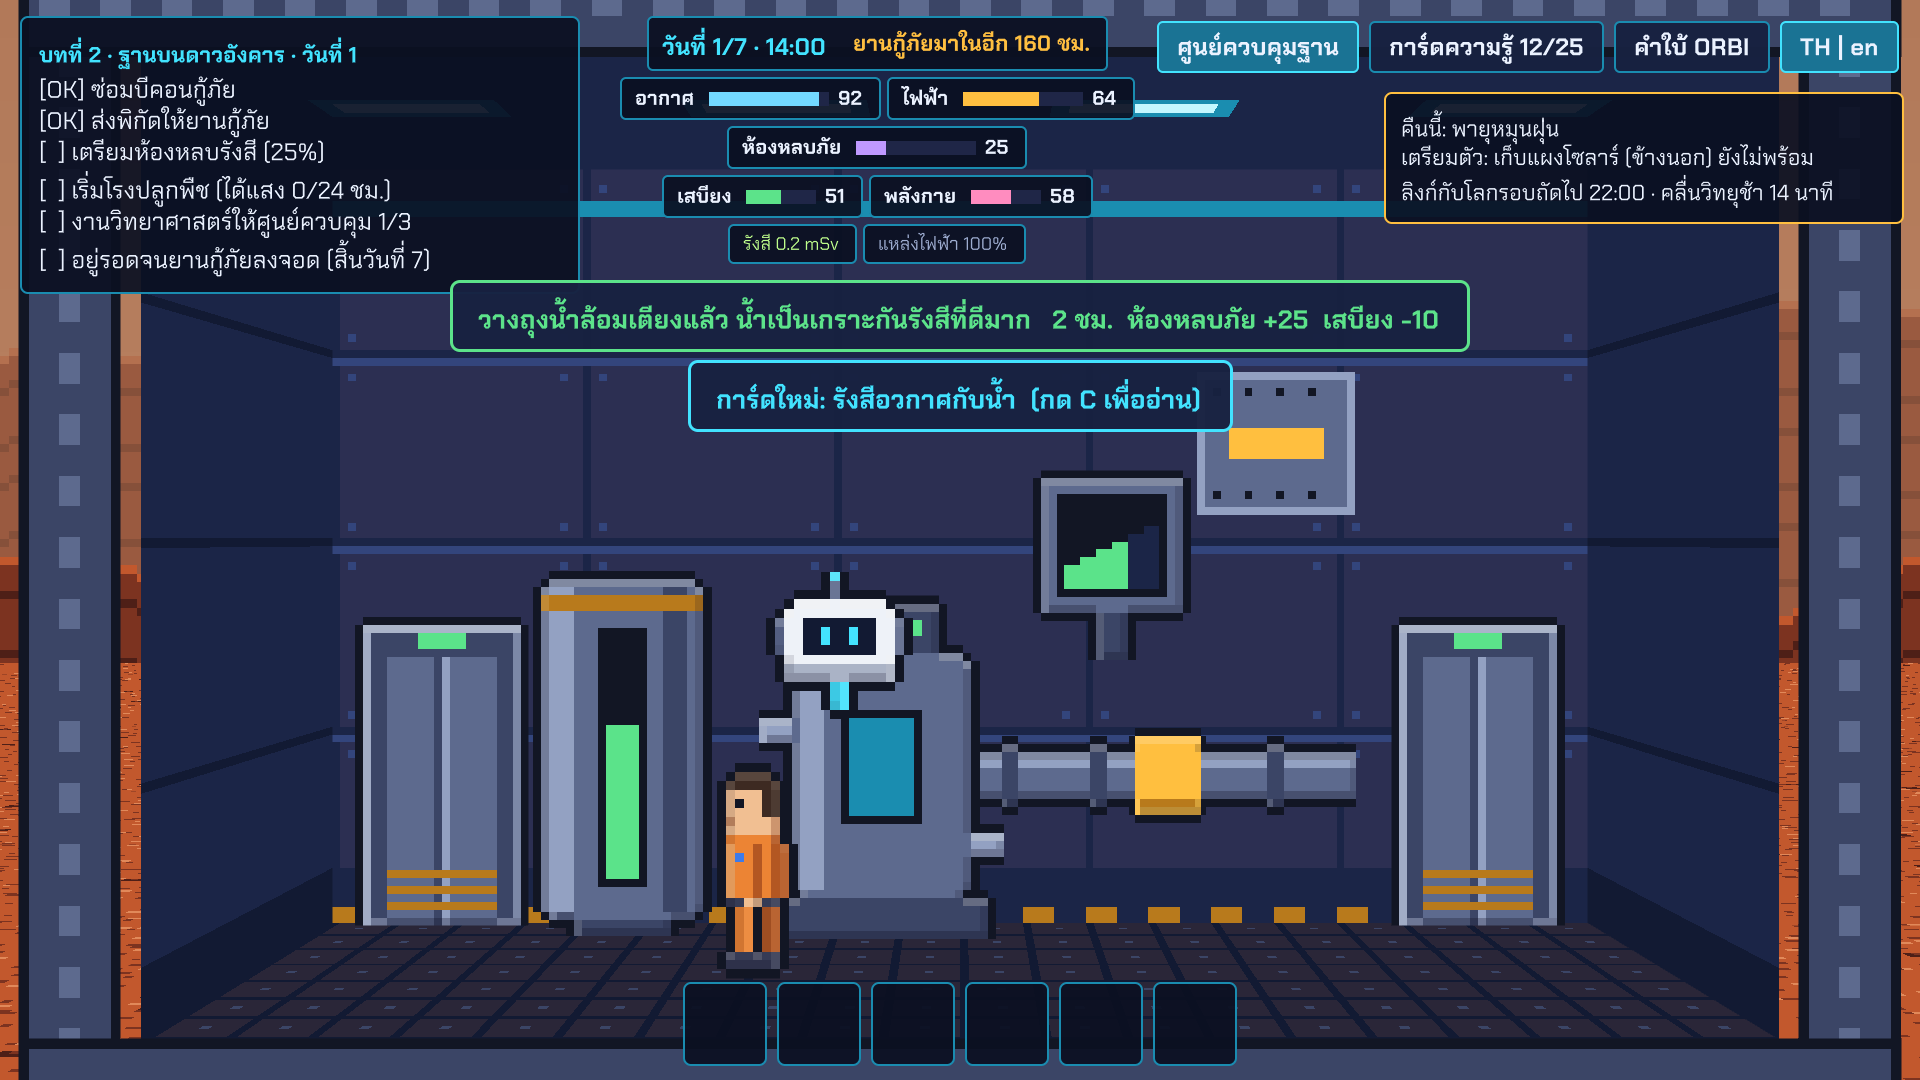 บทที่ 2 · ฐานบนดาวอังคาร · วันที่ 1
[OK] ซ่อมบีคอนกู้ภัย
[OK] ส่งพิกัดให้ยานกู้ภัย
[ ] เตรียมห้องหลบรังสี (25%)
[ ] เริ่มโรงปลูกพืช (ได้แสง 0/24 ชม.)
[ ] งานวิทยาศาสตร์ให้ศูนย์ควบคุม 1/3
[ ] อยู่รอดจนยานกู้ภัยลงจอด (สิ้นวันที่ 7)
วันที่ 1/7 · 14:00 ยานกู้ภัยมาในอีก 160 ชม.
อากาศ 92 ไฟฟ้า 64
ห้องหลบภัย 25
เสบียง 51 พลังกาย 58
รังสี 0.2 mSv แหล่งไฟฟ้า 100%
ศูนย์ควบคุมฐาน การ์ดความรู้ 12/25 คำใบ้ ORBI TH | en
คืนนี้: พายุหมุนฝุ่น
เตรียมตัว: เก็บแผงโซลาร์ (ข้างนอก) ยังไม่พร้อม
ลิงก์กับโลกรอบถัดไป 22:00 · คลื่นวิทยุช้า 14 นาที
วางถุงน้ำล้อมเตียงแล้ว น้ำเป็นเกราะกันรังสีที่ดีมาก 2 ชม. ห้องหลบภัย +25 เสบียง -10
การ์ดใหม่: รังสีอวกาศกับน้ำ (กด C เพื่ออ่าน)